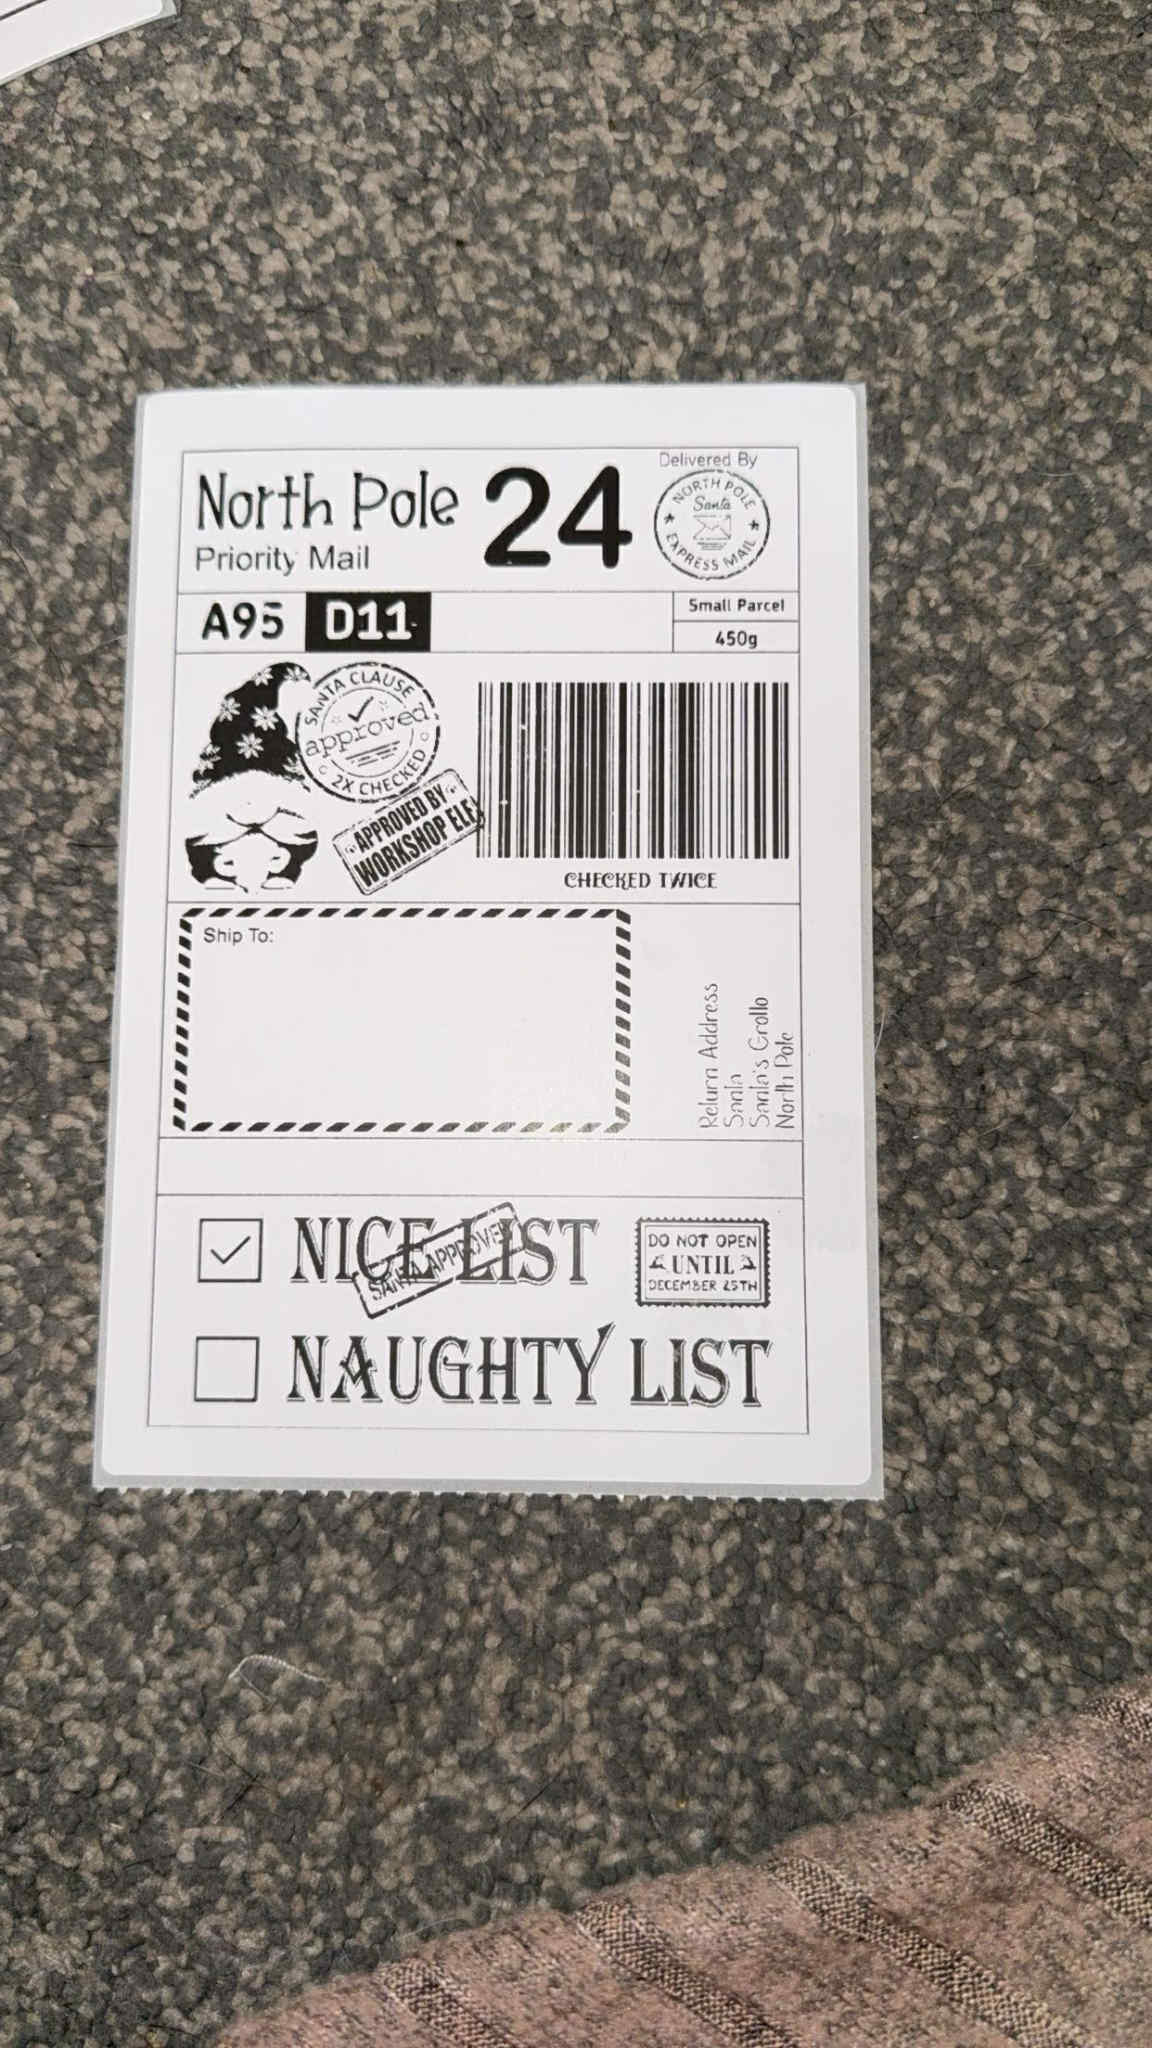 Delivered By
North Pole 24
Priority Mail
NORTH POLE
Santa
EXPRESS MAIL
A95 D11
Small Parcel
450g
SANTA CLAUSE
approved
2X CHECKED
APPROVED BY
WORKSHOP ELF
CHECKED TWICE
Ship To:
Return Address
Santa
Santa's Grotto
North Pole
NICE LIST
SANTA APPROVED
DO NOT OPEN
UNTIL
DECEMBER 25TH
NAUGHTY LIST